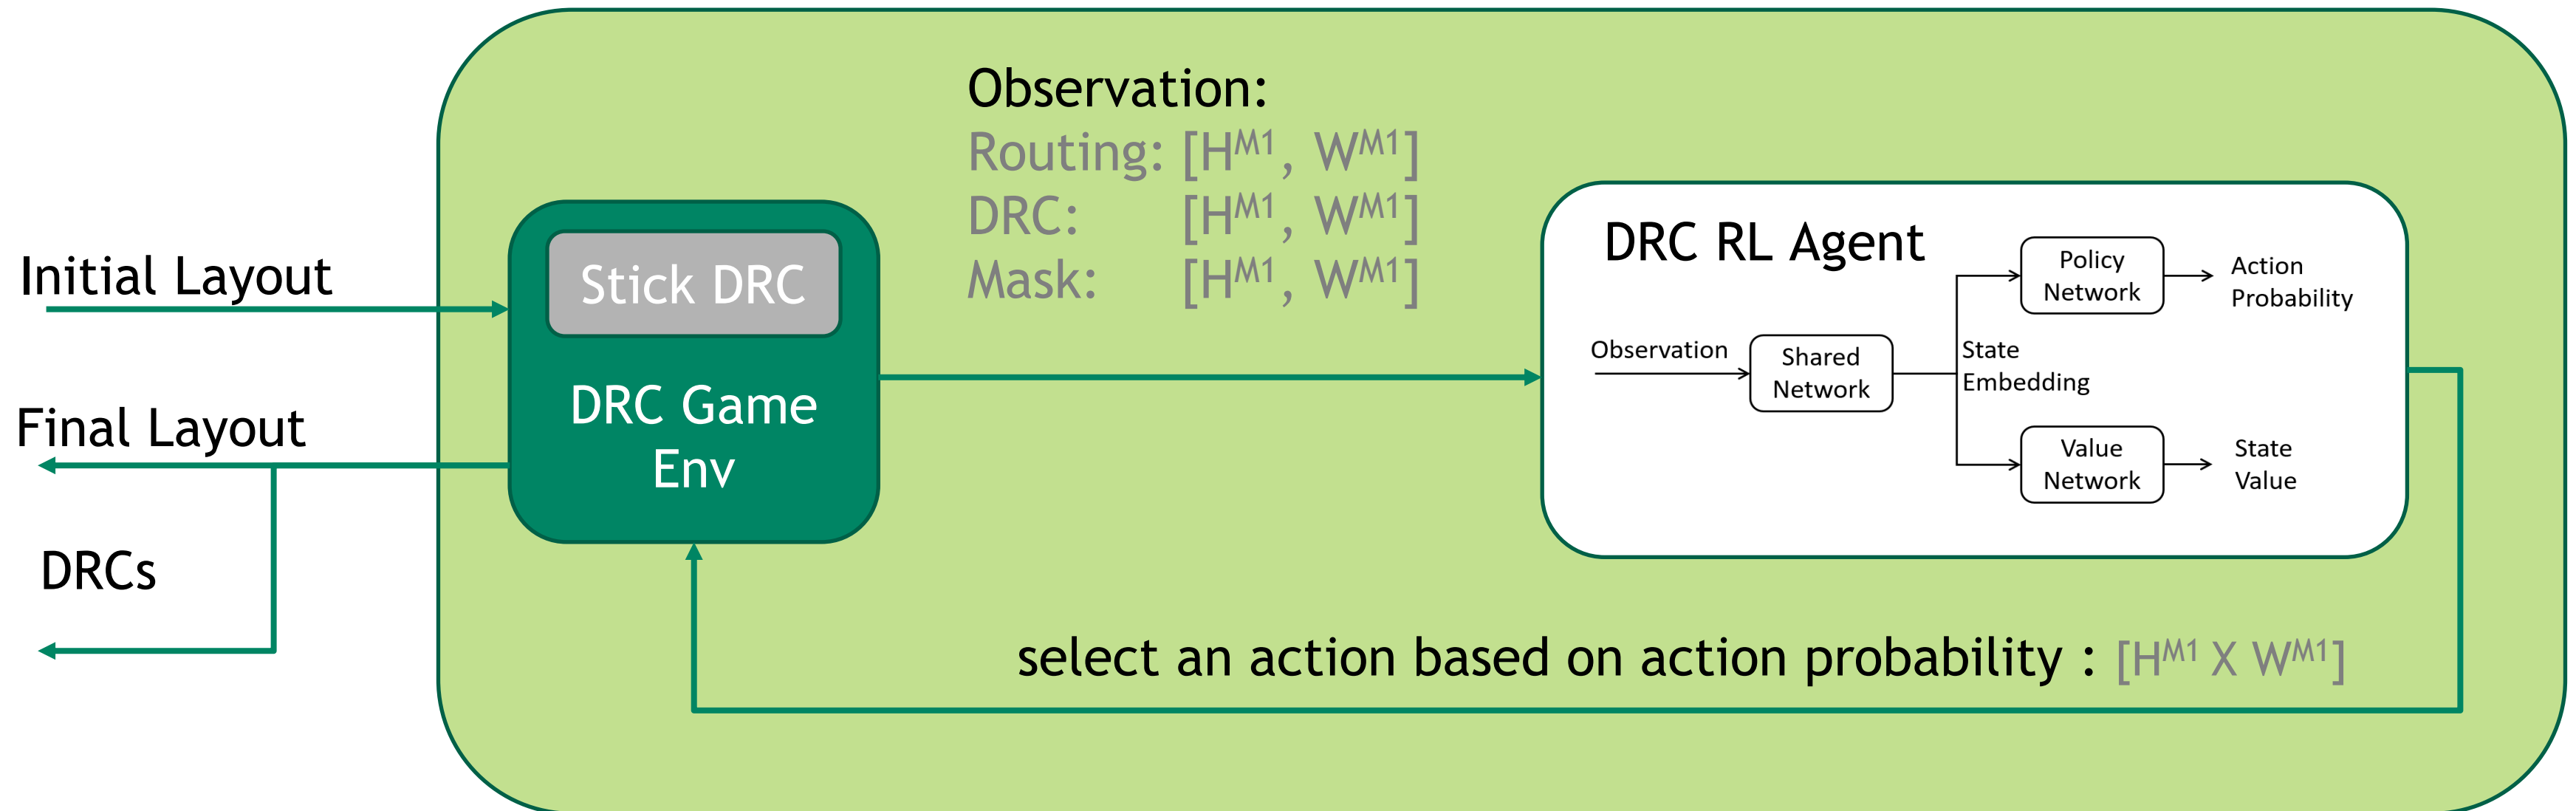 Initial Layout
Final Layout
DRCs
Stick DRC
DRC Game
Env
Observation:
Routing: [H^M1, W^M1]
DRC: [H^M1, W^M1]
Mask: [H^M1, W^M1]
DRC RL Agent
Observation
Shared
Network
State
Embedding
Policy
Network
Action
Probability
Value
Network
State
Value
select an action based on action probability : [H^M1 X W^M1]